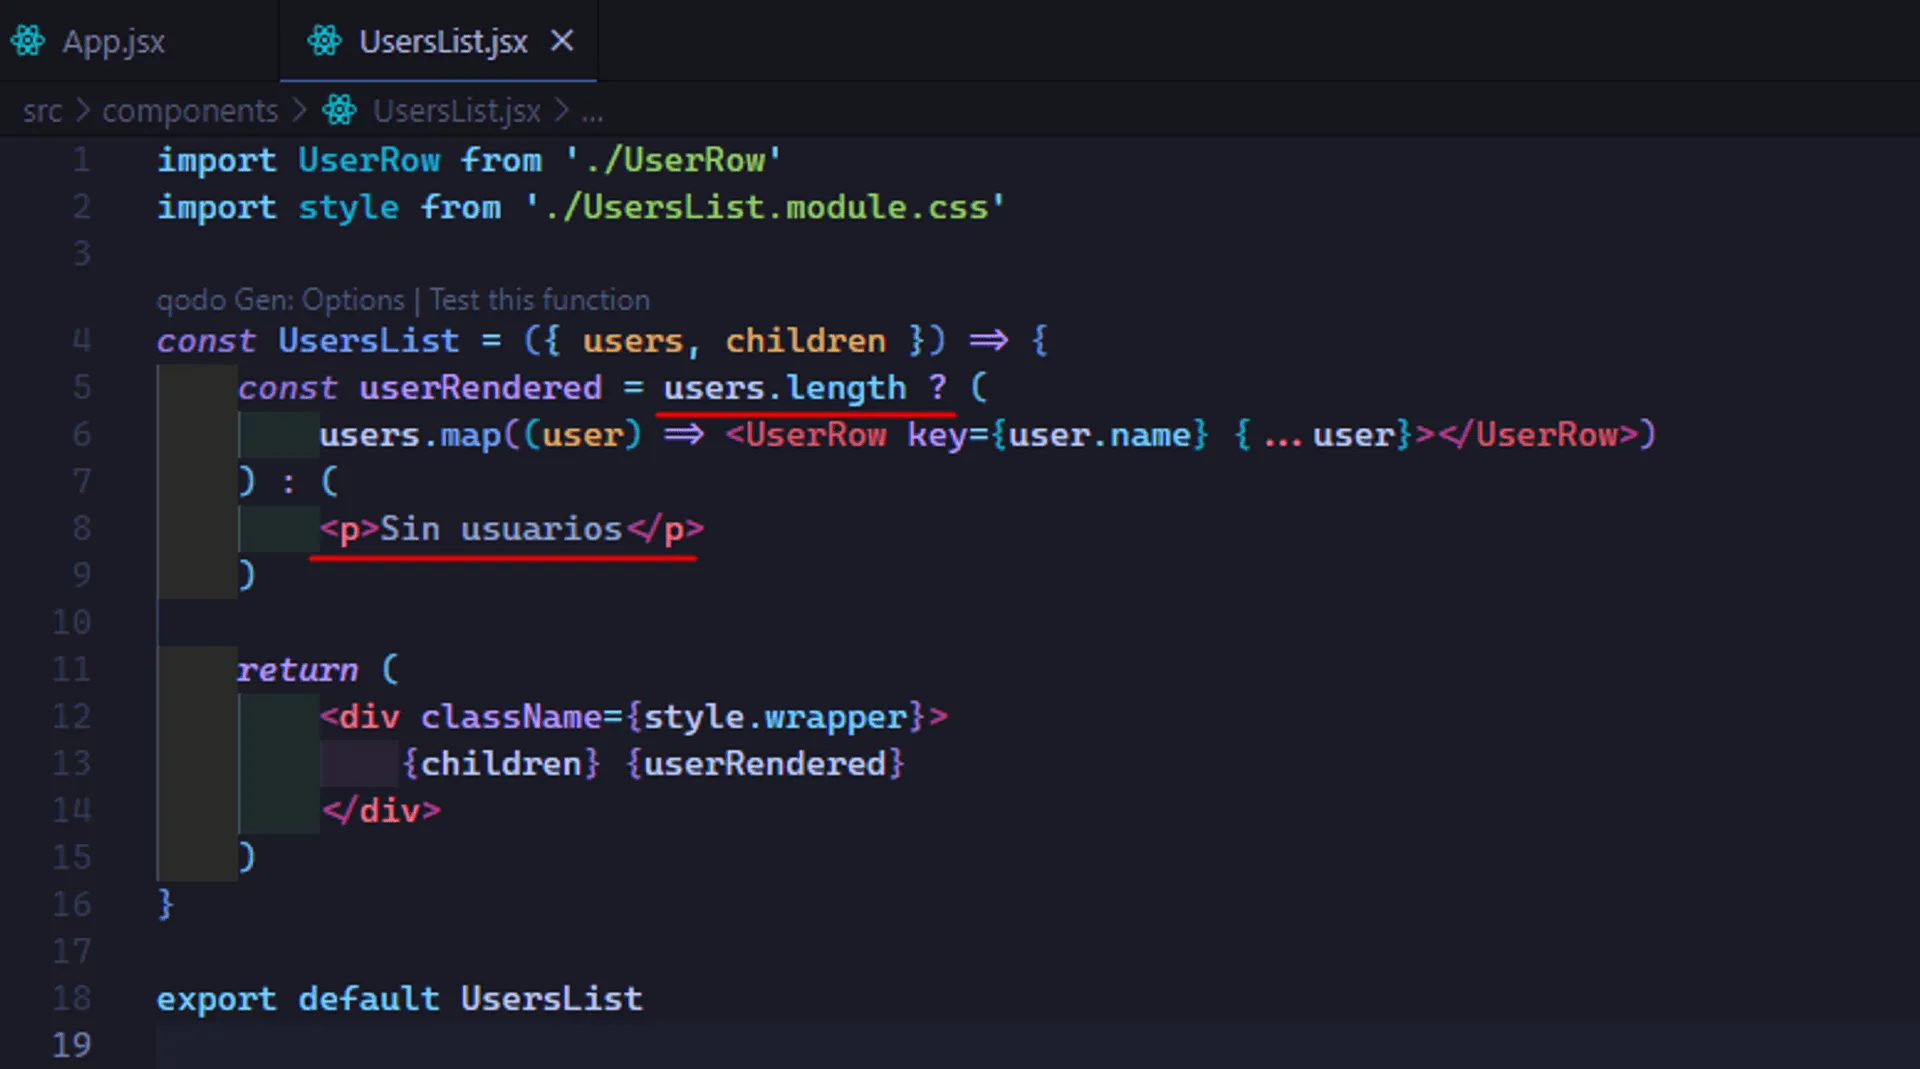 App.jsx UsersList.jsx ×
src > components > UsersList.jsx > ...
1 import UserRow from './UserRow'
2 import style from './UsersList.module.css'
3
qodo Gen: Options | Test this function
4 const UsersList = ({ users, children }) => {
5 const userRendered = users.length ? (
6 users.map((user) => <UserRow key={user.name} {...user}></UserRow>)
7 ) : (
8 <p>Sin usuarios</p>
9 )
10
11 return (
12 <div className={style.wrapper}>
13 {children} {userRendered}
14 </div>
15 )
16 }
17
18 export default UsersList
19